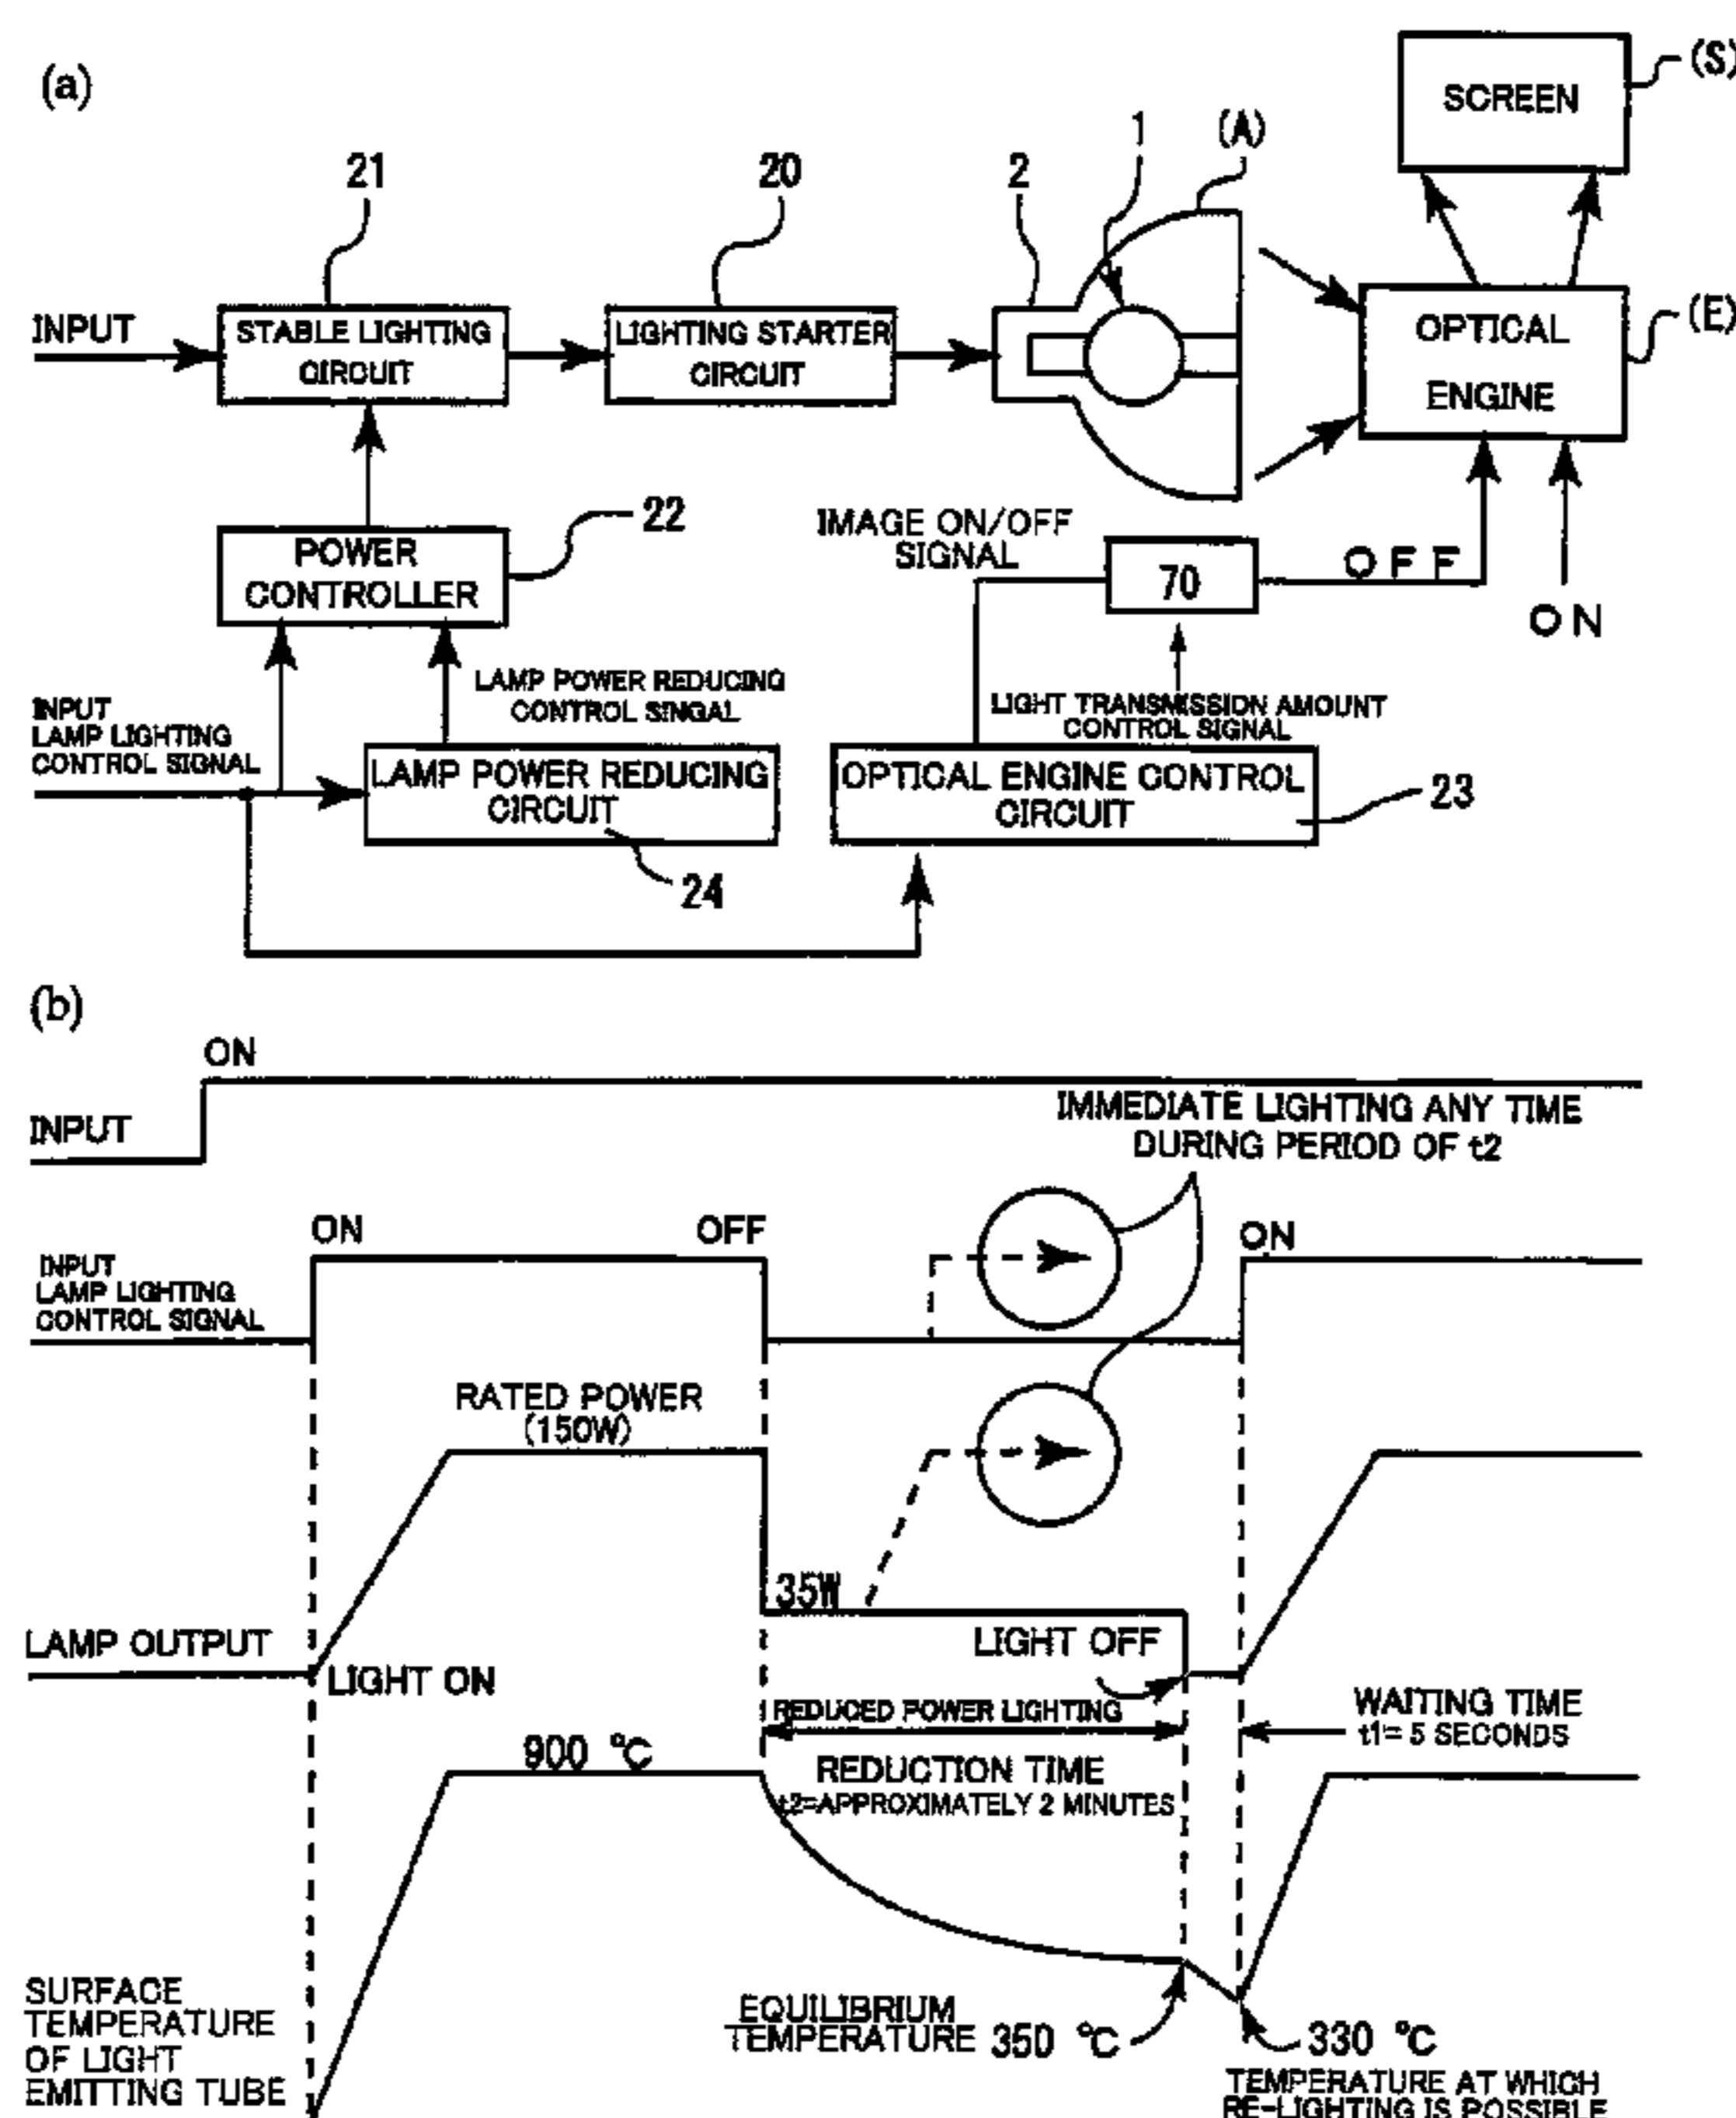 (a)
21
20
2
1
(A)
SCREEN
(S)
INPUT
STABLE LIGHTING
CIRCUIT
LIGHTING STARTER
CIRCUIT
OPTICAL
ENGINE
(E)
POWER
CONTROLLER
22
IMAGE ON/OFF
SIGNAL
70
OFF
ON
INPUT
LAMP LIGHTING
CONTROL SIGNAL
LAMP POWER REDUCING
CONTROL SINGAL
LIGHT TRANSMISSION AMOUNT
CONTROL SIGNAL
LAMP POWER REDUCING
CIRCUIT
24
OPTICAL ENGINE CONTROL
CIRCUIT
23
(b)
ON
INPUT
IMMEDIATE LIGHTING ANY TIME
DURING PERIOD OF t2
ON
OFF
ON
INPUT
LAMP LIGHTING
CONTROL SIGNAL
RATED POWER
(150W)
35W
LAMP OUTPUT
LIGHT ON
LIGHT OFF
REDUCED POWER LIGHTING
WAITING TIME
t1= 5 SECONDS
900 °C
REDUCTION TIME
t2=APPROXIMATELY 2 MINUTES
SURFACE
TEMPERATURE
OF LIGHT
EMITTING TUBE
EQUILIBRIUM
TEMPERATURE 350 °C
330 °C
TEMPERATURE AT WHICH
RE-LIGHTING IS POSSIBLE